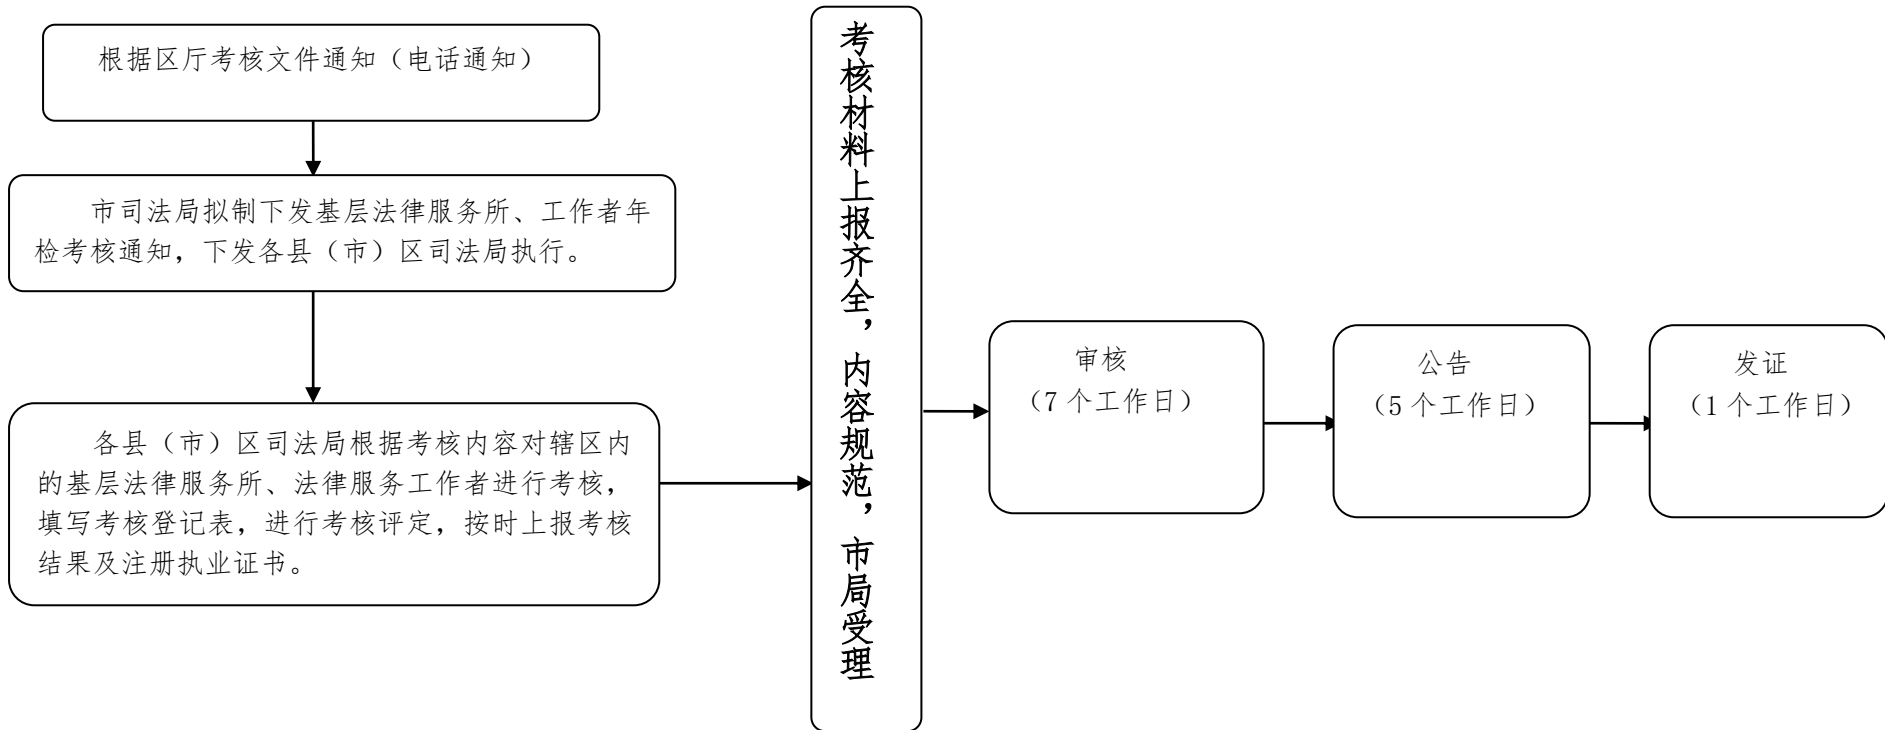 根据区厅考核文件通知（电话通知）
市司法局拟制下发基层法律服务所、工作者年
检考核通知，下发各县（市）区司法局执行。
各县（市）区司法局根据考核内容对辖区内
的基层法律服务所、法律服务工作者进行考核，
填写考核登记表，进行考核评定，按时上报考核
结果及注册执业证书。
考核材料上报齐全，内容规范，市局受理
审核
（7 个工作日）
公告
（5 个工作日）
发证
（1 个工作日）